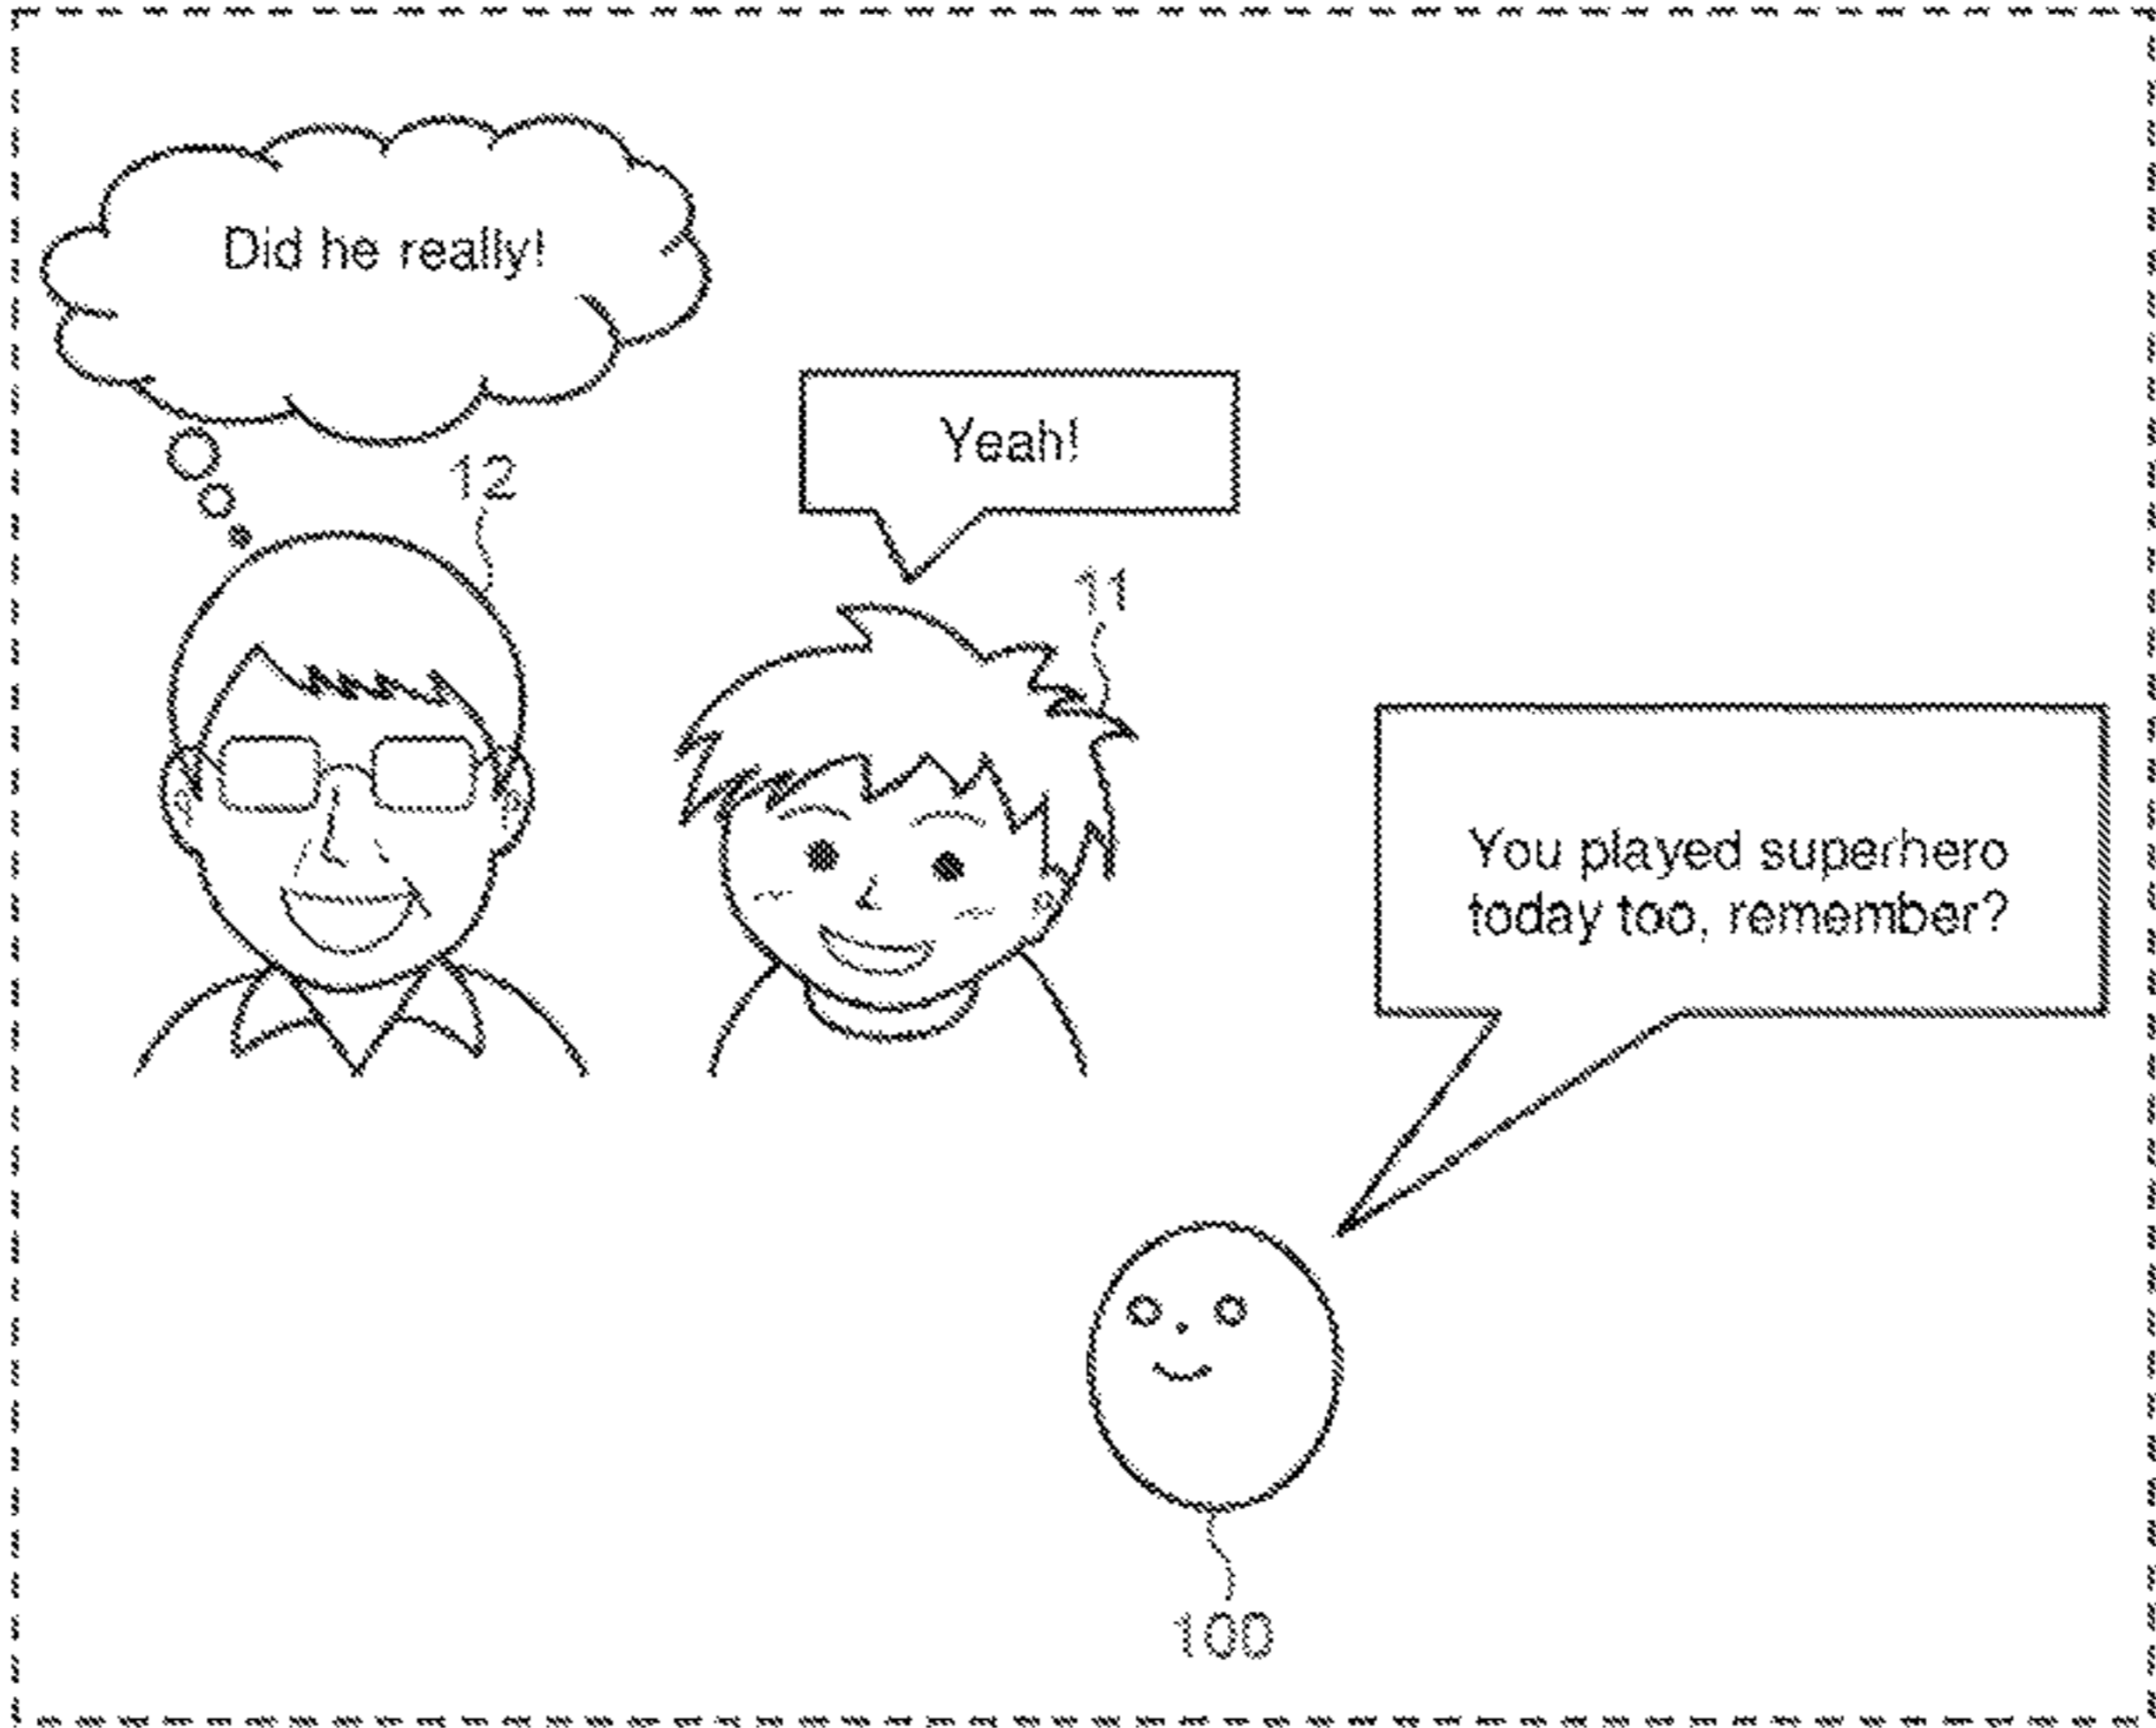 Did he really!
12
Yeah!
11
You played superhero
today too, remember?
100